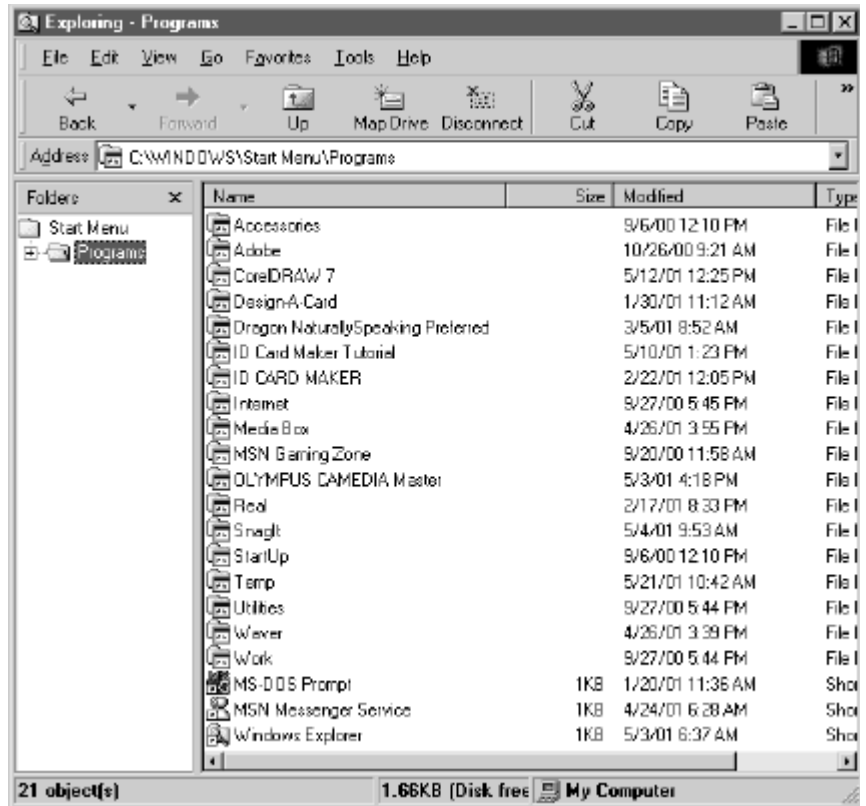 Exploring - Programs
File Edit View Go Favorites Tools Help
Back Forward Up Map Drive Disconnect Cut Copy Paste »
Address C:\WINDOWS\Start Menu\Programs
Folders × Name Size Modified Type
Start Menu
Programs
Accessories 9/6/00 12:10 PM File
Adobe 10/26/00 9:21 AM File
CorelDRAW 7 5/12/01 12:25 PM File
Design-A-Card 1/30/01 11:12 AM File
Dragon NaturallySpeaking Preferred 3/5/01 8:52 AM File
ID Card Maker Tutorial 5/10/01 1:23 PM File
ID CARD MAKER 2/22/01 12:05 PM File
Internet 9/27/00 5:45 PM File
Media Box 4/26/01 3:55 PM File
MSN Gaming Zone 9/20/00 11:58 AM File
OLYMPUS CAMEDIA Master 5/3/01 4:18 PM File
Real 2/17/01 8:33 PM File
SnagIt 5/4/01 9:53 AM File
StartUp 9/6/00 12:10 PM File
Temp 5/21/01 10:42 AM File
Utilities 9/27/00 5:44 PM File
Waver 4/26/01 3:39 PM File
Work 9/27/00 5:44 PM File
MS-DOS Prompt 1KB 1/20/01 11:36 AM Shor
MSN Messenger Service 1KB 4/24/01 6:28 AM Shor
Windows Explorer 1KB 5/3/01 6:37 AM Shor
21 object(s) 1.66KB (Disk free My Computer